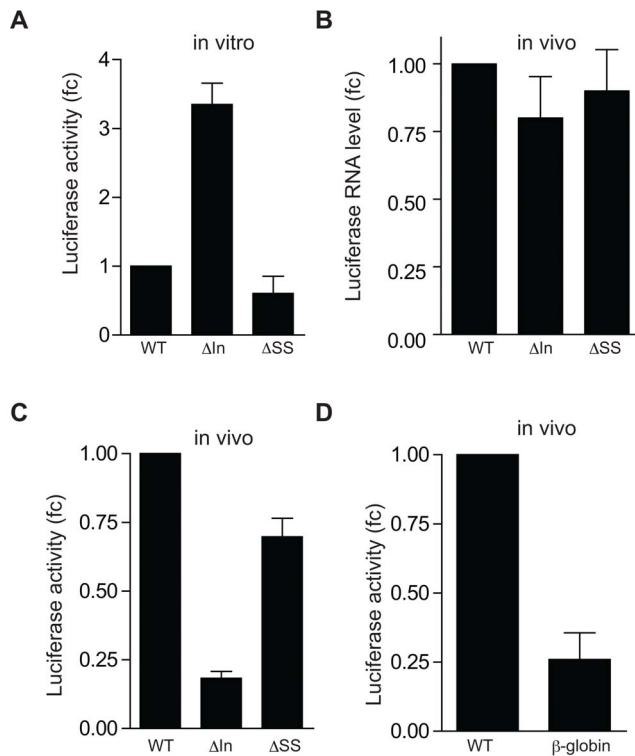 A
in vitro
Luciferase activity (fc)
4
3
1
1
0
WT ΔIn ΔSS
B
in vivo
Luciferase RNA level (fc)
1.00
0.75
0.50
0.25
0.00
WT ΔIn ΔSS
C
in vivo
Luciferase activity (fc)
1.00
0.75
0.50
0.25
0.00
WT ΔIn ΔSS
D
in vivo
Luciferase activity (fc)
1.00
0.75
0.50
0.25
0.00
WT β-globin